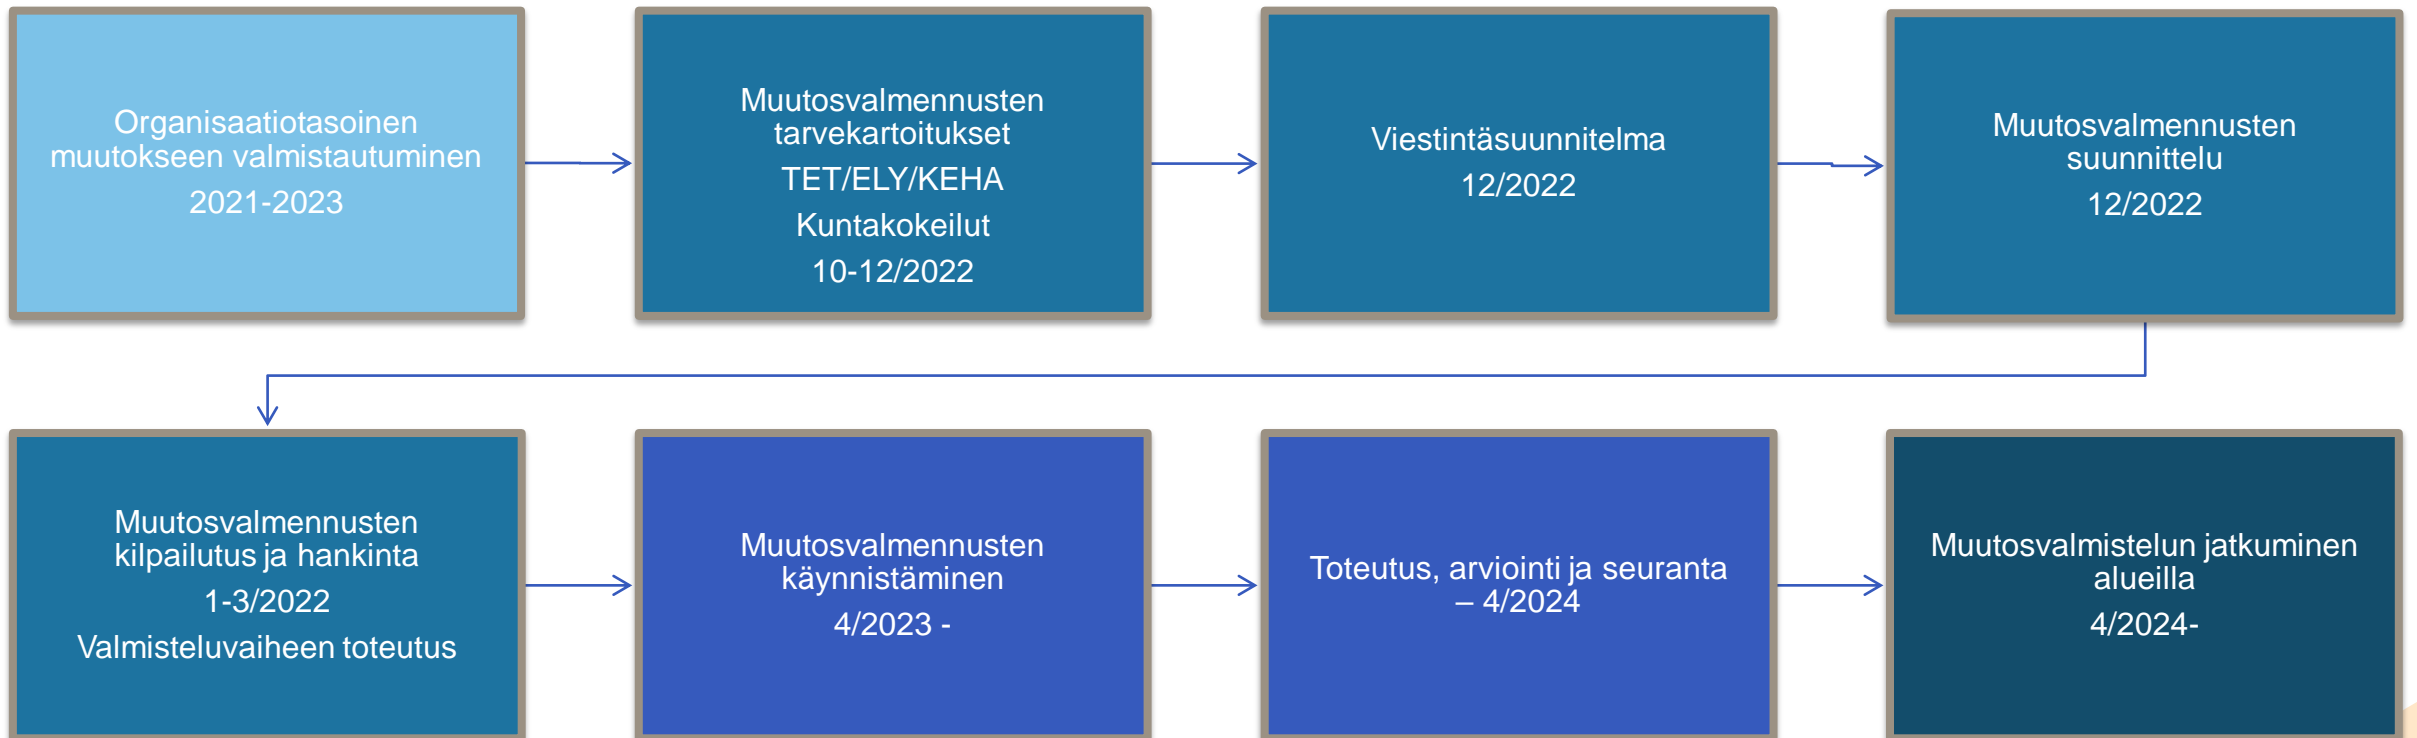 Organisaatiotasoinen
muutokseen valmistautuminen
2021-2023
Muutosvalmennusten
tarvekartoitukset
TET/ELY/KEHA
Kuntakokeilut
10-12/2022
Viestintäsuunnitelma
12/2022
Muutosvalmennusten
suunnittelu
12/2022
Muutosvalmennusten
kilpailutus ja hankinta
1-3/2022
Valmisteluvaiheen toteutus
Muutosvalmennusten
käynnistäminen
4/2023 -
Toteutus, arviointi ja seuranta
– 4/2024
Muutosvalmistelun jatkuminen
alueilla
4/2024-